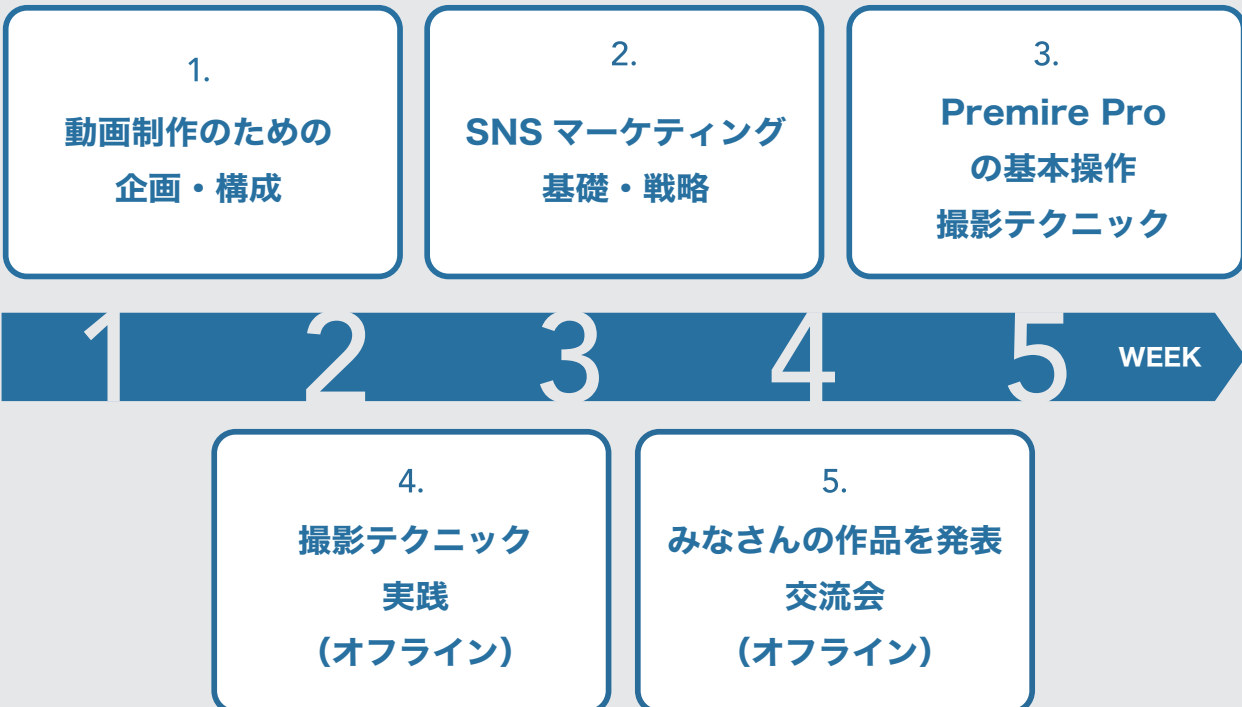 1.
動画制作のための
企画・構成
2.
SNS マーケティング
基礎・戦略
3.
Premire Pro
の基本操作
撮影テクニック
1 2 3 4 5 WEEK
4.
撮影テクニック
実践
（オフライン）
5.
みなさんの作品を発表
交流会
（オフライン）